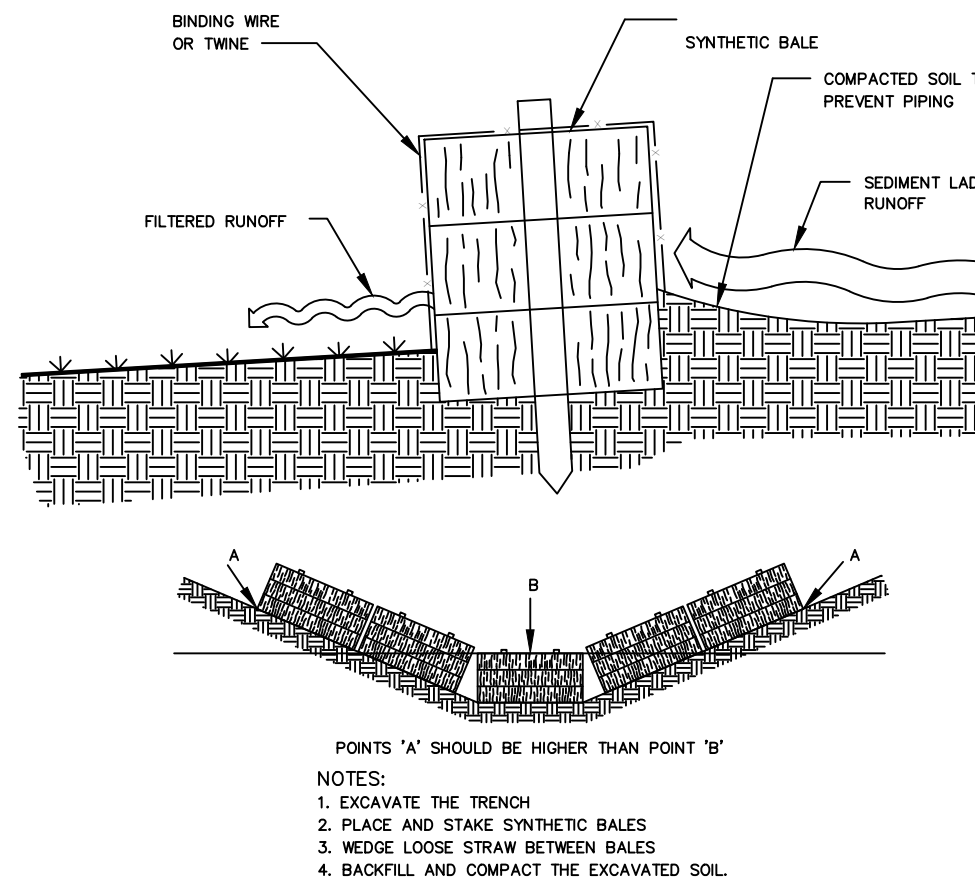 BINDING WIRE
OR TWINE
SYNTHETIC BALE
COMPACTED SOIL T
PREVENT PIPING
SEDIMENT LAD
RUNOFF
FILTERED RUNOFF
A
A
B
POINTS 'A' SHOULD BE HIGHER THAN POINT 'B'
NOTES:
1. EXCAVATE THE TRENCH
2. PLACE AND STAKE SYNTHETIC BALES
3. WEDGE LOOSE STRAW BETWEEN BALES
4. BACKFILL AND COMPACT THE EXCAVATED SOIL.